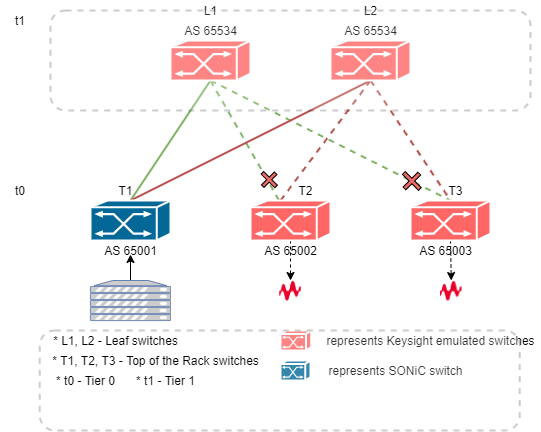 L1 L2
t1
AS 65534 AS 65534
t0 T1 T2 T3
AS 65001 AS 65002 AS 65003
* L1, L2 - Leaf switches
represents Keysight emulated switches
* T1, T2, T3 - Top of the Rack switches
represents SONiC switch
* t0 - Tier 0 * t1 - Tier 1